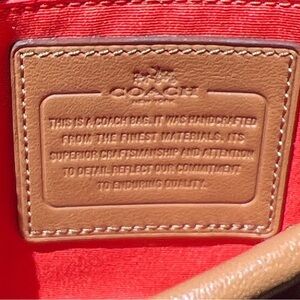 COACH
NEW YORK
THIS IS A COACH BAG. IT WAS HANDCRAFTED
FROM THE FINEST MATERIALS. ITS
SUPERIOR CRAFTSMANSHIP AND ATTENTION
TO DETAIL REFLECT OUR COMMITMENT
TO ENDURING QUALITY.